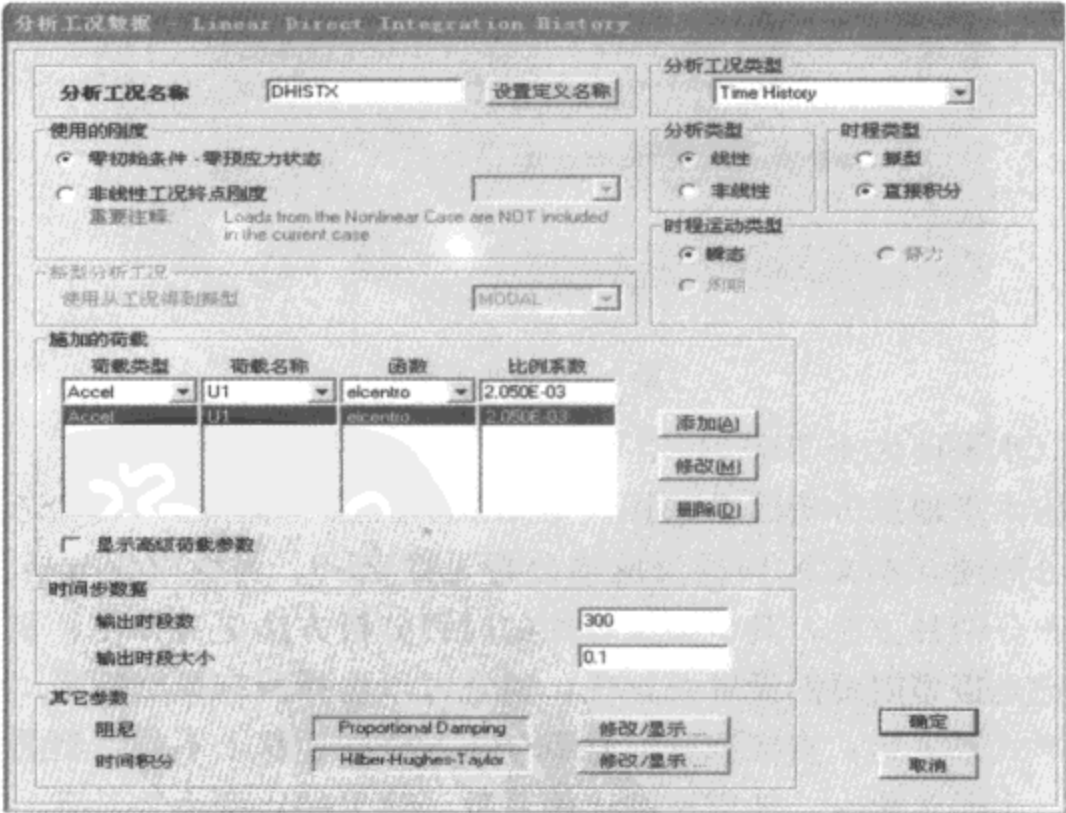 分析工况数据 - Linear Direct Integration History
分析工况名称 DHISTX 设置定义名称
分析工况类型
Time History
使用的刚度
零初始条件 - 零预应力状态
非线性工况终点刚度
重要注释: Loads from the Nonlinear Case are NOT included
in the current case
分析类型
线性
非线性
时程类型
振型
直接积分
时程运动类型
瞬态
周期
振型分析工况
使用从工况得到振型 MODAL
施加的荷载
荷载类型 荷载名称 函数 比例系数
Accel U1 elcentro 2.050E-03
Accel U1 elcentro 2.050E-03
添加(A)
修改(M)
删除(D)
显示高级荷载参数
时间步数据
输出时段数 300
输出时段大小 0.1
其它参数
阻尼 Proportional Damping 修改/显示 ...
时间积分 Hilber-Hughes-Taylor 修改/显示 ...
确定
取消